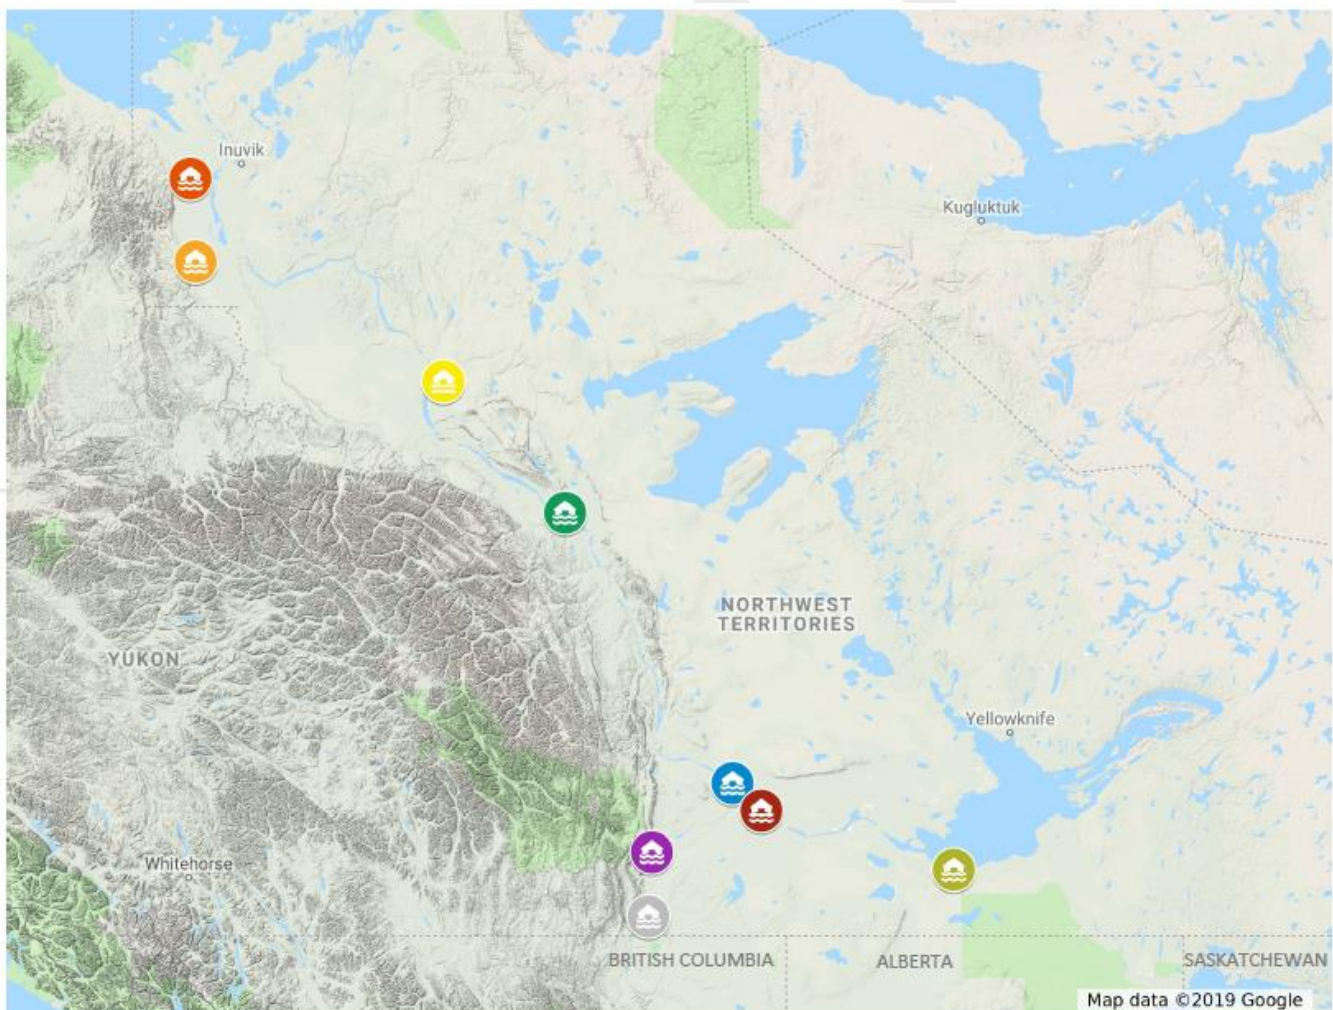 Inuvik
Kugluktuk
NORTHWEST
TERRITORIES
YUKON
Yellowknife
Whitehorse
BRITISH COLUMBIA
ALBERTA
SASKATCHEWAN
Map data ©2019 Google